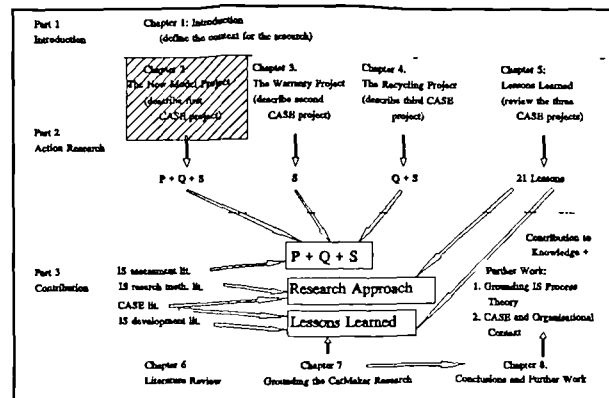 Part 1
Introduction
Chapter 1: Introduction
(define the context for the research)
Chapter 2
The New Model Project
(describe first
CASE project)
Chapter 3.
The Warranty Project
(describe second
CASE project)
Chapter 4.
The Recycling Project
(describe third CASE
project)
Chapter 5:
Lessons Learned
(review the three
CASE projects)
Part 2
Action Research
P + Q + S
S
Q + S
21 Lessons
Part 3
Contribution
IS assessment lit.
IS research meth. lit.
CASE lit.
IS development lit.
P + Q + S
Research Approach
Lessons Learned
Contribution to
Knowledge +
Further Work:
1. Grounding IS Process
Theory
2. CASE and Organisational
Context
Chapter 6
Literature Review
Chapter 7
Grounding the CatMaker Research
Chapter 8.
Conclusions and Further Work